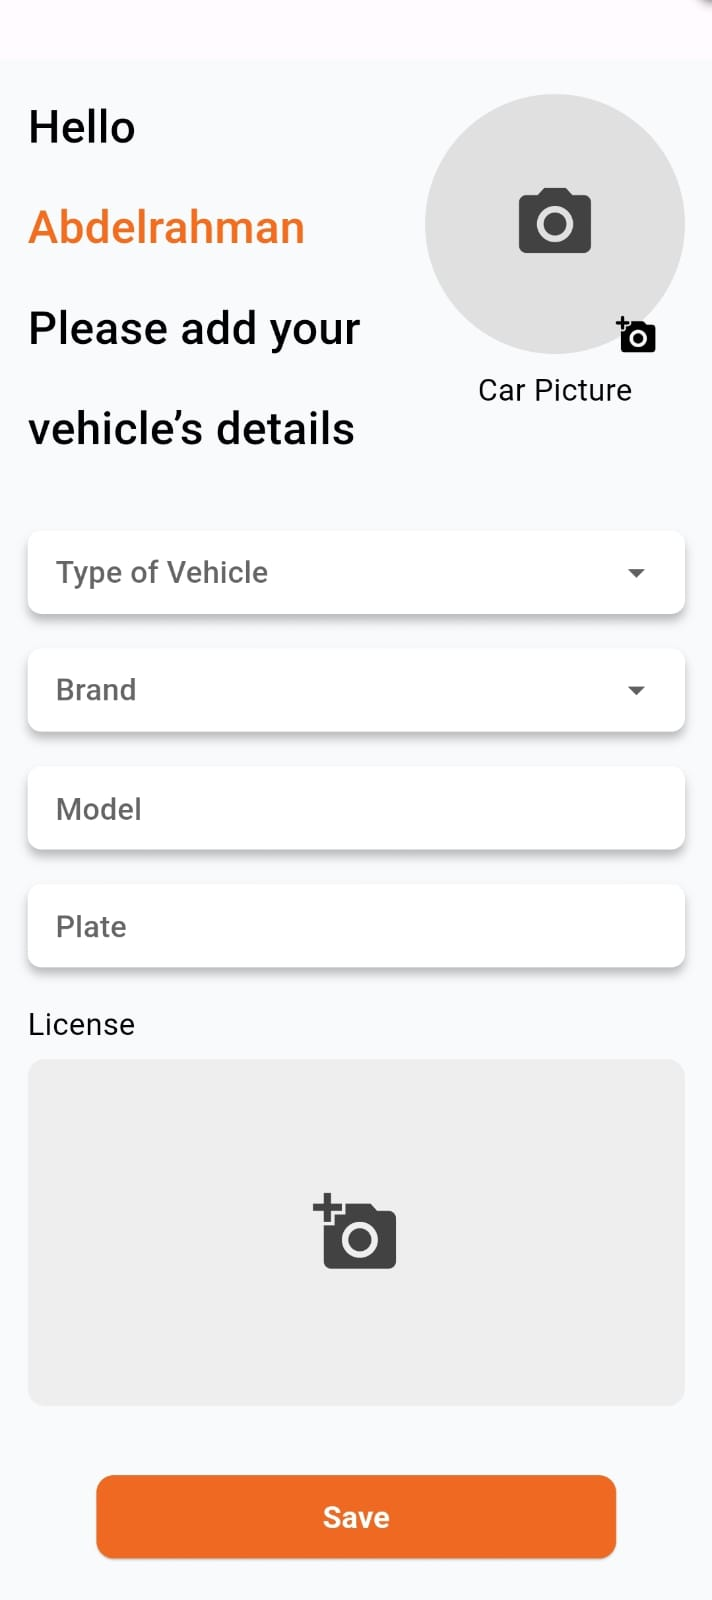 Hello
Abdelrahman
Please add your
vehicle’s details
Car Picture
Type of Vehicle
Brand
Model
Plate
License
Save